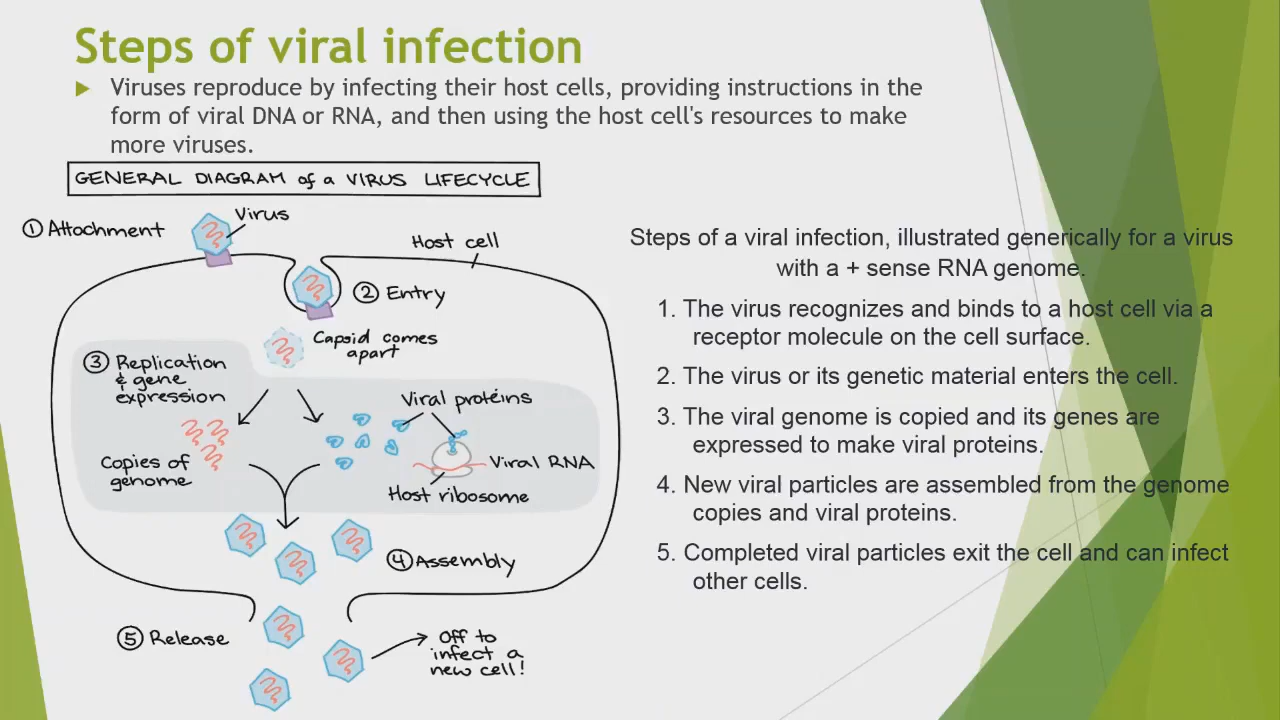 Steps of viral infection
Viruses reproduce by infecting their host cells, providing instructions in the
form of viral DNA or RNA, and then using the host cell's resources to make
more viruses.
GENERAL DIAGRAM of a VIRUS LIFECYCLE
① Attachment
Virus
Host cell
② Entry
Capsid comes
apart
③ Replication
& gene
expression
Viral proteins
Copies of
genome
Viral RNA
Host ribosome
④ Assembly
⑤ Release
Off to
infect a
new cell!
Steps of a viral infection, illustrated generically for a virus
with a + sense RNA genome.
1. The virus recognizes and binds to a host cell via a
receptor molecule on the cell surface.
2. The virus or its genetic material enters the cell.
3. The viral genome is copied and its genes are
expressed to make viral proteins.
4. New viral particles are assembled from the genome
copies and viral proteins.
5. Completed viral particles exit the cell and can infect
other cells.